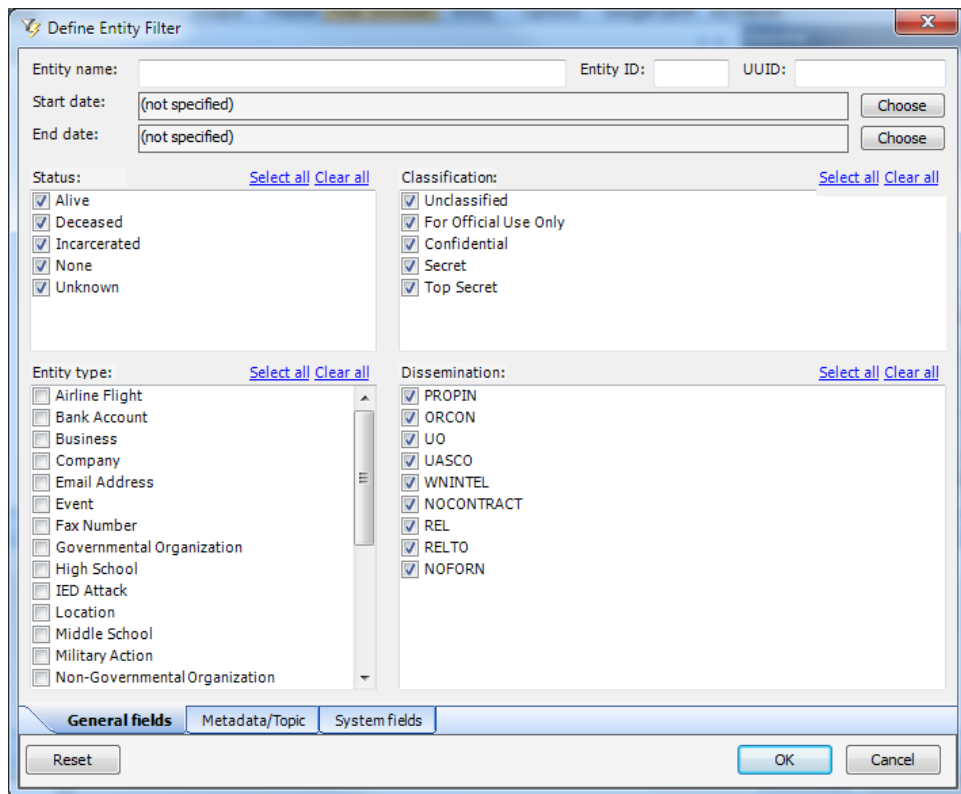 Define Entity Filter
Entity name: Entity ID: UUID:
Start date: (not specified) Choose
End date: (not specified) Choose
Status: Select all Clear all
Alive
Deceased
Incarcerated
None
Unknown
Classification: Select all Clear all
Unclassified
For Official Use Only
Confidential
Secret
Top Secret
Entity type: Select all Clear all
Airline Flight
Bank Account
Business
Company
Email Address
Event
Fax Number
Governmental Organization
High School
IED Attack
Location
Middle School
Military Action
Non-Governmental Organization
Dissemination: Select all Clear all
PROPIN
ORCON
UO
UASCO
WNINTEL
NOCONTRACT
REL
RELTO
NOFORN
General fields Metadata/Topic System fields
Reset OK Cancel